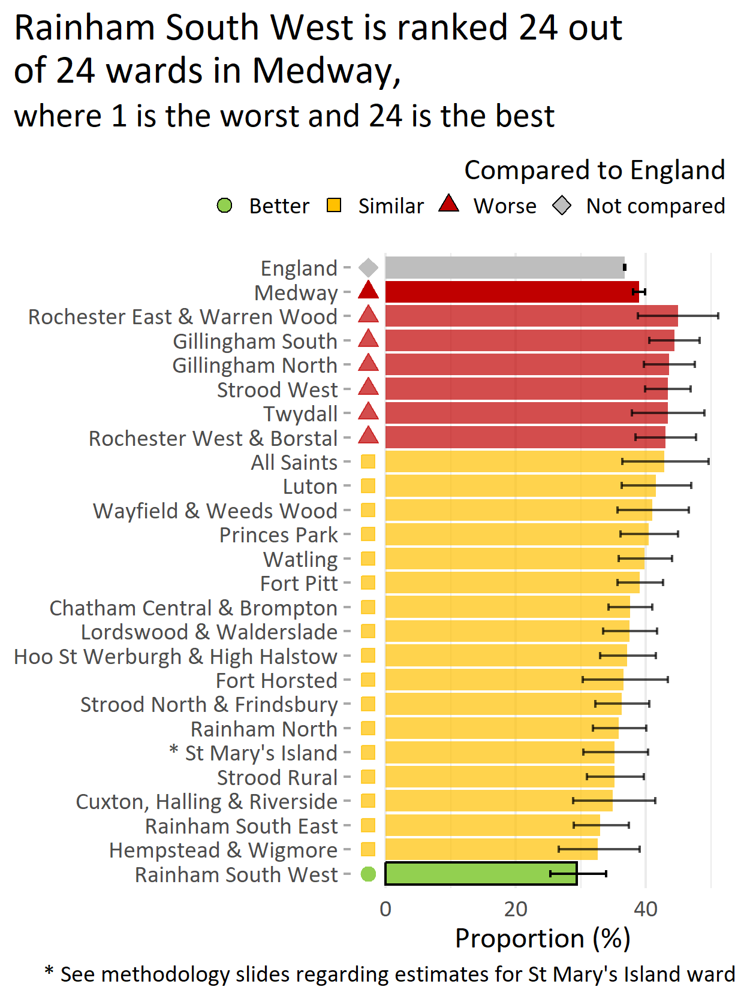 Rainham South West is ranked 24 out
of 24 wards in Medway,
where 1 is the worst and 24 is the best
Compared to England
Better Similar Worse Not compared
England
Medway
Rochester East & Warren Wood
Gillingham South
Gillingham North
Strood West
Twydall
Rochester West & Borstal
All Saints
Luton
Wayfield & Weeds Wood
Princes Park
Watling
Fort Pitt
Chatham Central & Brompton
Lordswood & Walderslade
Hoo St Werburgh & High Halstow
Fort Horsted
Strood North & Frindsbury
Rainham North
* St Mary's Island
Strood Rural
Cuxton, Halling & Riverside
Rainham South East
Hempstead & Wigmore
Rainham South West
0 20 40
Proportion (%)
* See methodology slides regarding estimates for St Mary's Island ward